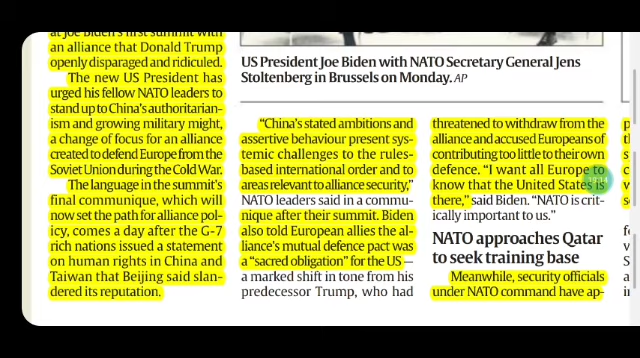 at Joe Biden's first summit with
an alliance that Donald Trump
openly disparaged and ridiculed.
The new US President has
urged his fellow NATO leaders to
stand up to China's authoritarian-
ism and growing military might,
a change of focus for an alliance
created to defend Europe from the
Soviet Union during the Cold War.
The language in the summit's
final communique, which will
now set the path for alliance pol-
icy, comes a day after the G-7
rich nations issued a statement
on human rights in China and
Taiwan that Beijing said slan-
dered its reputation.
US President Joe Biden with NATO Secretary General Jens
Stoltenberg in Brussels on Monday. AP
“China's stated ambitions and
assertive behaviour present sys-
temic challenges to the rules-
based international order and to
areas relevant to alliance security,”
NATO leaders said in a commu-
nique after their summit. Biden
also told European allies the al-
liance's mutual defence pact was
a “sacred obligation” for the US —
a marked shift in tone from his
predecessor Trump, who had
threatened to withdraw from the
alliance and accused Europeans of
contributing too little to their own
defence. “I want all Europe to
know that the United States is
there,” said Biden. “NATO is crit-
ically important to us.”
NATO approaches Qatar
to seek training base
Meanwhile, security officials
under NATO command have ap-